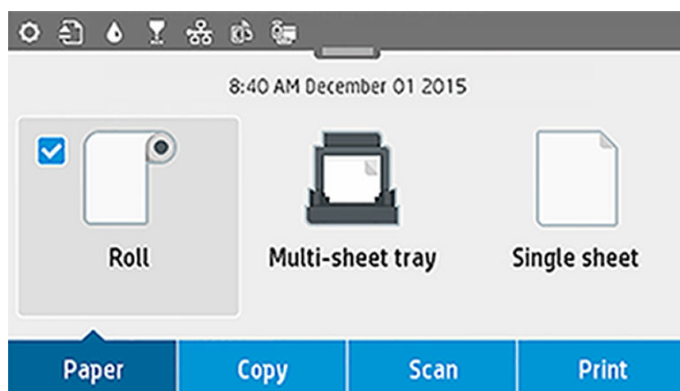 8:40 AM December 01 2015
Roll Multi-sheet tray Single sheet
Paper Copy Scan Print